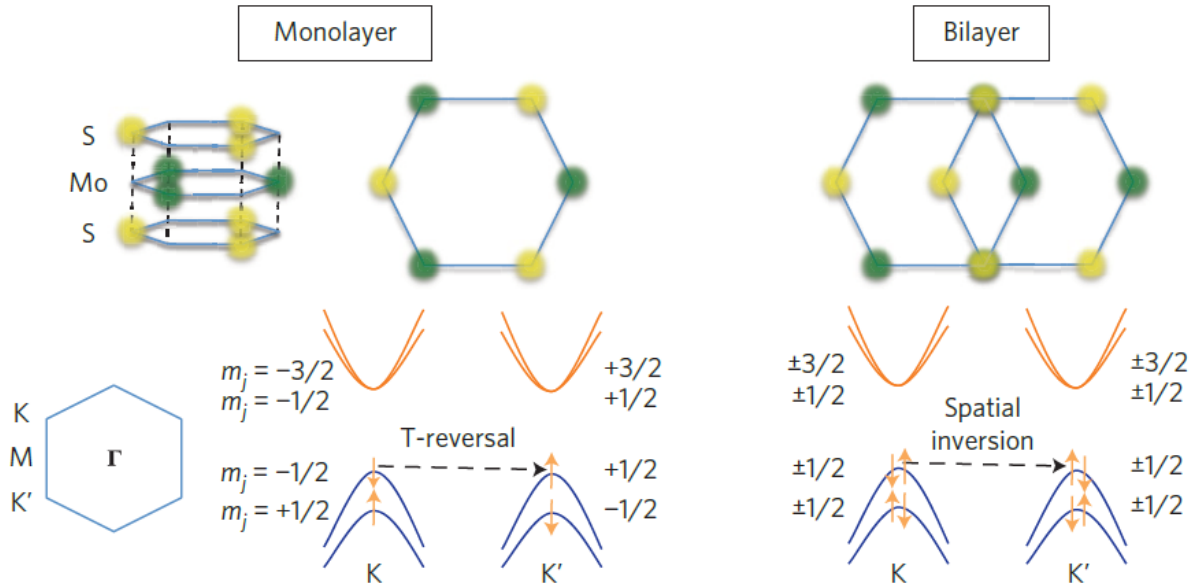 Monolayer
Bilayer
S
Mo
S
K
M
K'
Γ
m_j = −3/2
m_j = −1/2
m_j = −1/2
m_j = +1/2
T-reversal
+3/2
+1/2
+1/2
−1/2
K
K'
±3/2
±1/2
±1/2
±1/2
Spatial
inversion
±3/2
±1/2
±1/2
±1/2
K
K'